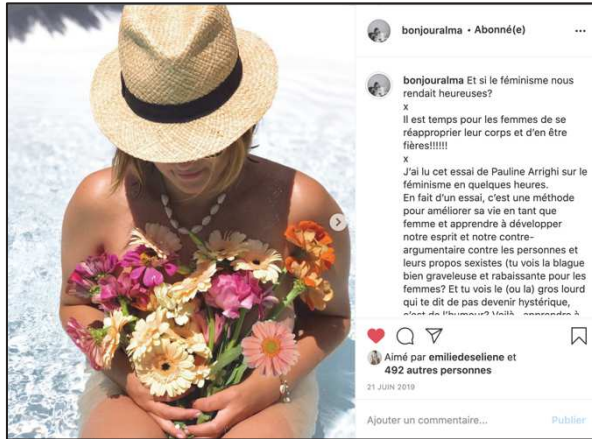 bonjouralma • Abonné(e) •••
bonjouralma Et si le féminisme nous
rendait heureuses?
x
Il est temps pour les femmes de se
réapproprier leur corps et d'en être
fières!!!!!!
x
J'ai lu cet essai de Pauline Arrighi sur le
féminisme en quelques heures.
En fait d'un essai, c'est une méthode
pour améliorer sa vie en tant que
femme et apprendre à développer
notre esprit et notre contre-
argumentaire contre les personnes et
leurs propos sexistes (tu vois la blague
bien graveleuse et rabaissante pour les
femmes? Et tu vois le (ou la) gros lourd
qui te dit de pas devenir hystérique,
c'est de l'humour? Voilà, apprendre à
Aimé par emiliedeseliene et
492 autres personnes
21 JUIN 2019
Ajouter un commentaire... Publier